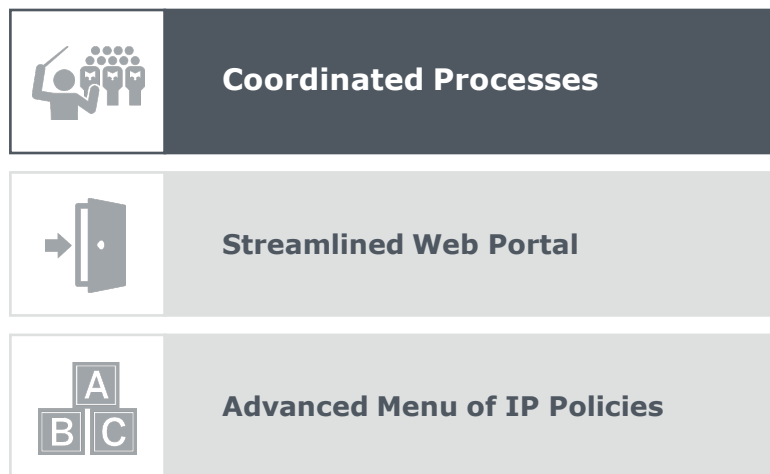 Coordinated Processes
Streamlined Web Portal
A
B C
Advanced Menu of IP Policies